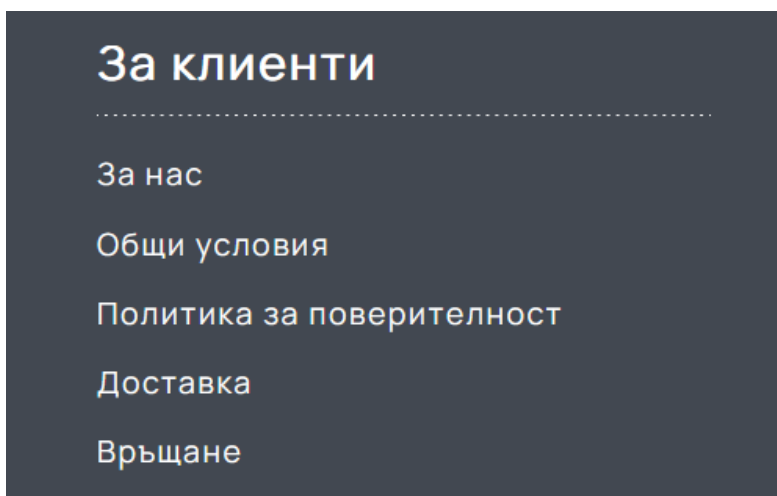 За клиенти
За нас
Общи условия
Политика за поверителност
Доставка
Връщане